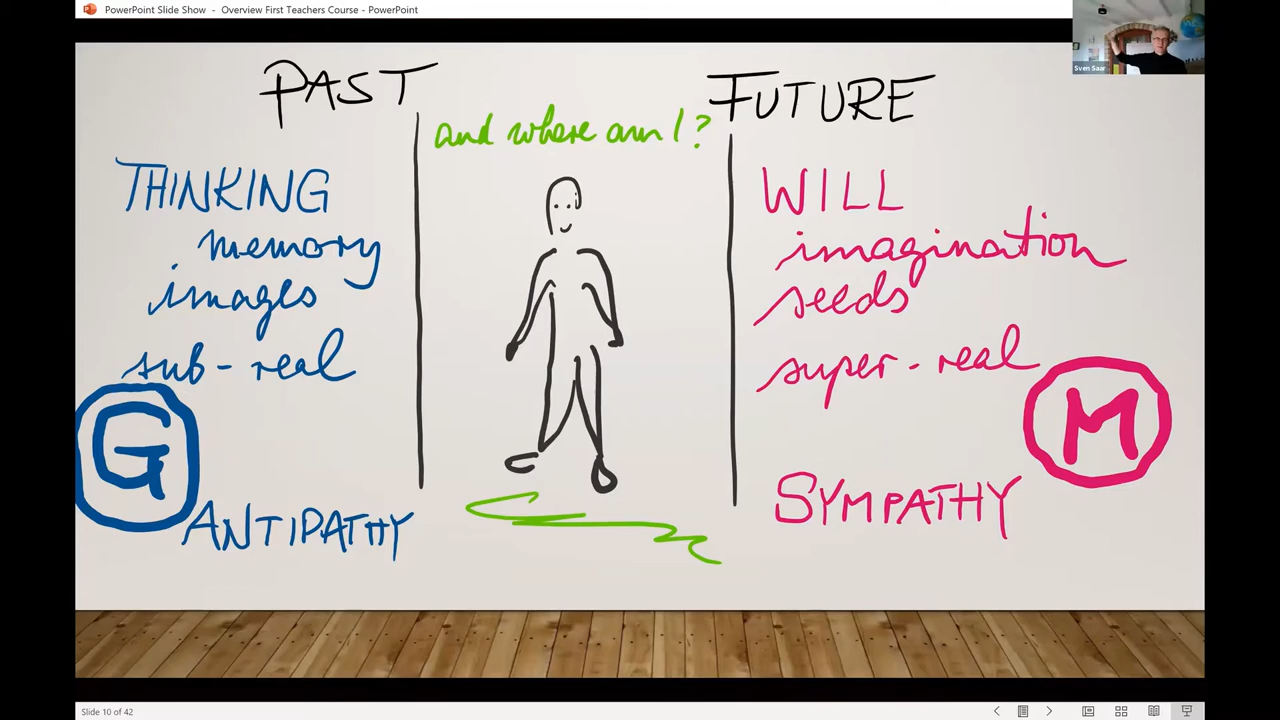 PowerPoint Slide Show - Overview First Teachers Course - PowerPoint
Sven Saar
PAST
FUTURE
and where am I?
THINKING
memory
images
sub-real
G
ANTIPATHY
WILL
imagination
seeds
super-real
M
SYMPATHY
Slide 10 of 42